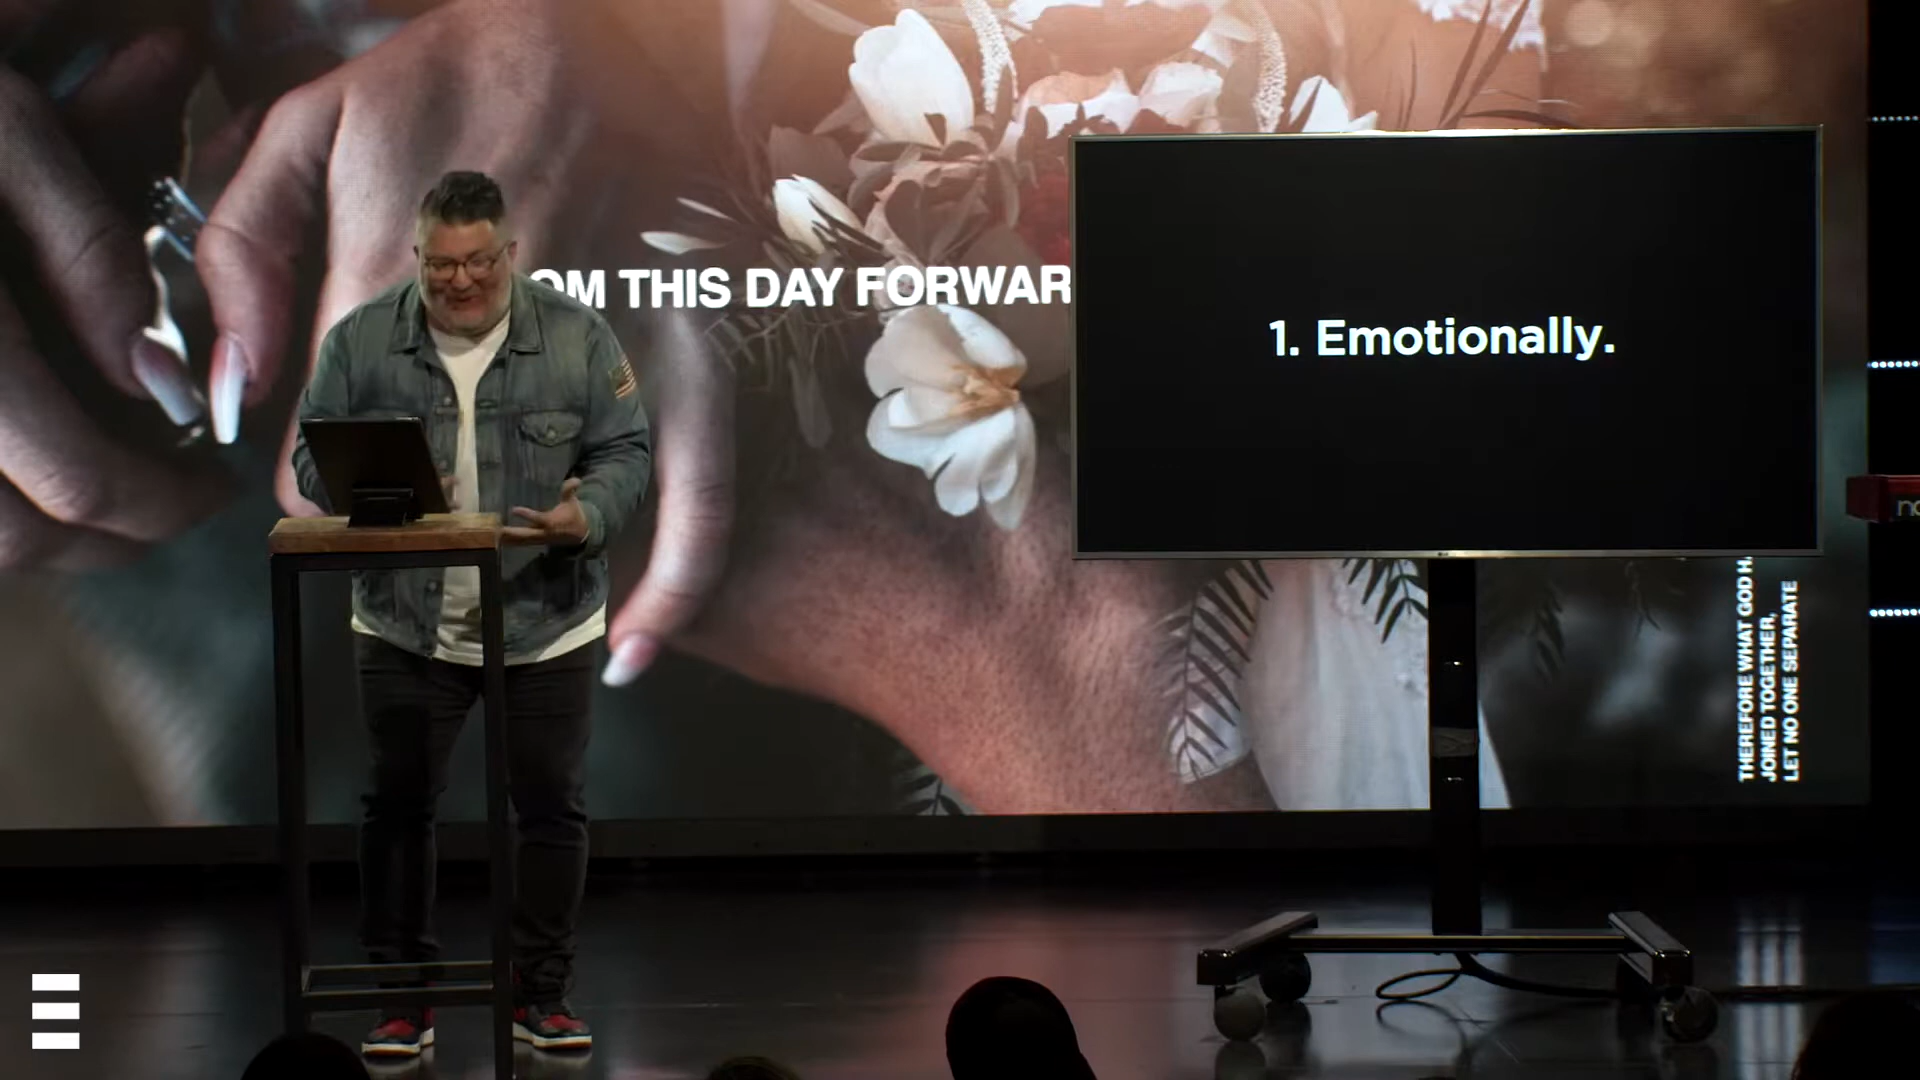 OM THIS DAY FORWAR
1. Emotionally.
THEREFORE WHAT GOD H
JOINED TOGETHER,
LET NO ONE SEPARATE